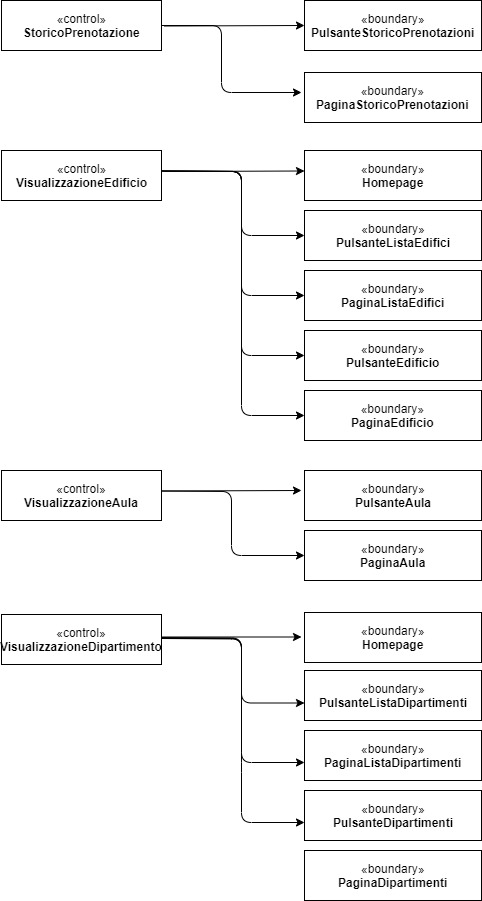 «control»
StoricoPrenotazione
«boundary»
PulsanteStoricoPrenotazioni
«boundary»
PaginaStoricoPrenotazioni
«control»
VisualizzazioneEdificio
«boundary»
Homepage
«boundary»
PulsanteListaEdifici
«boundary»
PaginaListaEdifici
«boundary»
PulsanteEdificio
«boundary»
PaginaEdificio
«control»
VisualizzazioneAula
«boundary»
PulsanteAula
«boundary»
PaginaAula
«control»
VisualizzazioneDipartimento
«boundary»
Homepage
«boundary»
PulsanteListaDipartimenti
«boundary»
PaginaListaDipartimenti
«boundary»
PulsanteDipartimenti
«boundary»
PaginaDipartimenti